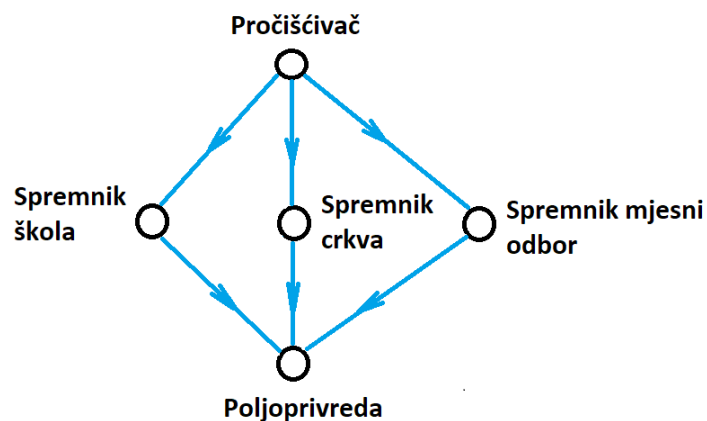 Pročišćivač
Spremnik
škola
Spremnik
crkva
Spremnik mjesni
odbor
Poljoprivreda